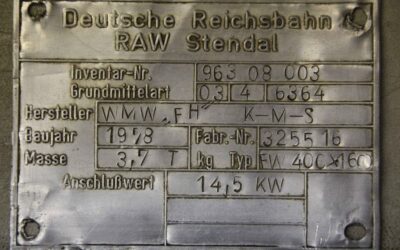 Deutsche Reichsbahn
RAW Stendal
Inventar-Nr. 963 08 003
Grundmittelart 03 4 6364
Hersteller WMW „FH" K-M-S
Baujahr 1978 Fabr.-Nr. 325516
Masse 3,7 T kg Typ FW 400x160
Anschlußwert 14,5 KW